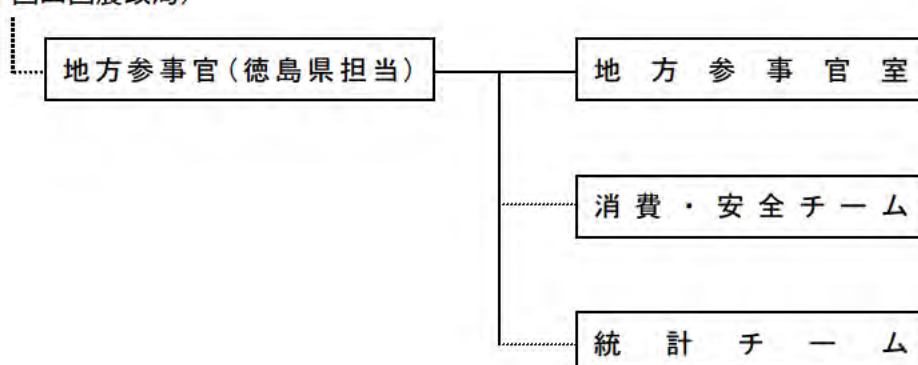 地方参事官（徳島県担当）
地方参事官室
消費・安全チーム
統計チーム